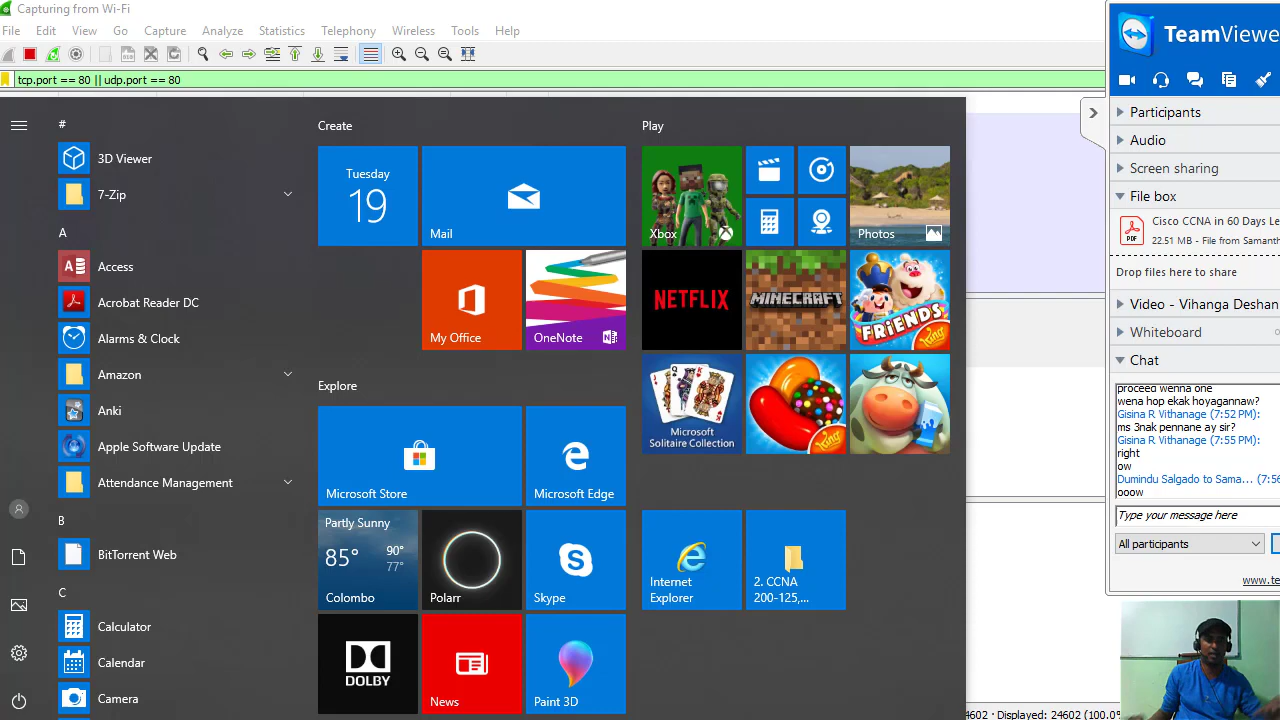 Capturing from Wi-Fi
File Edit View Go Capture Analyze Statistics Telephony Wireless Tools Help
tcp.port == 80 || udp.port == 80
#
3D Viewer
7-Zip
A
Access
Acrobat Reader DC
Alarms & Clock
Amazon
Anki
Apple Software Update
Attendance Management
B
BitTorrent Web
C
Calculator
Calendar
Camera
Create
Tuesday
19
Mail
My Office
OneNote
Explore
Microsoft Store
Microsoft Edge
Partly Sunny
85° 90°
77°
Colombo
Polarr
Skype
DOLBY
News
Paint 3D
Play
Xbox
Photos
NETFLIX
MINECRAFT
FRIENDS
King
Microsoft
Solitaire Collection
King
Internet
Explorer
2. CCNA
200-125,...
TeamViewe
Participants
Audio
Screen sharing
File box
PDF
Cisco CCNA in 60 Days Le
22.51 MB - File from Samanth
Drop files here to share
Video - Vihanga Deshan
Whiteboard
Chat
proceed wenna one
wena hop ekak hoyagannaw?
Gisina R Vithanage (7:52 PM):
ms 3nak pennane ay sir?
Gisina R Vithanage (7:55 PM):
right
ow
Dumindu Salgado to Sama... (7:56
ooow
Type your message here
All participants
www.te
24602 · Displayed: 24602 (100.0%